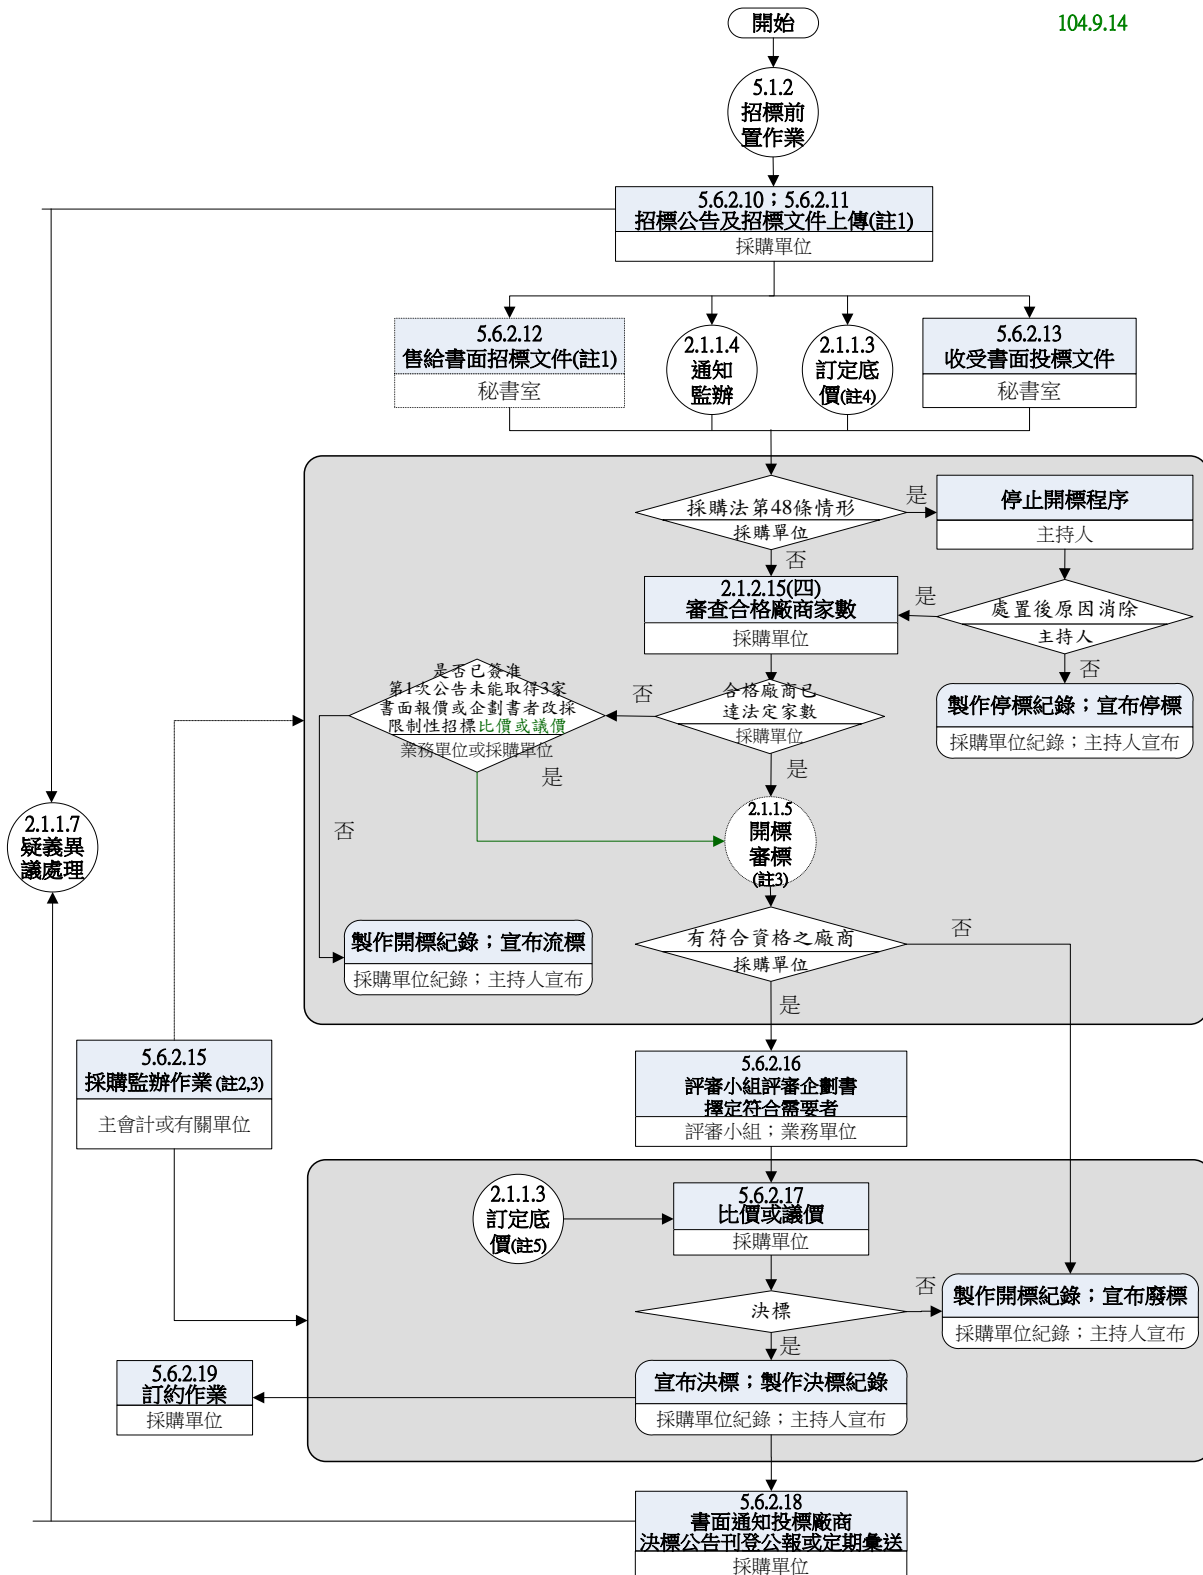 開始
104.9.14
5.1.2
招標前
置作業
5.6.2.10；5.6.2.11
招標公告及招標文件上傳(註1)
採購單位
5.6.2.12
售給書面招標文件(註1)
秘書室
2.1.1.4
通知
監辦
2.1.1.3
訂定底
價(註4)
5.6.2.13
收受書面投標文件
秘書室
採購法第48條情形
採購單位
是
停止開標程序
主持人
否
2.1.2.15(四)
審查合格廠商家數
採購單位
是
處置後原因消除
主持人
否
製作停標紀錄；宣布停標
採購單位紀錄；主持人宣布
是否已簽准
第1次公告未能取得3家
書面報價或企劃書者改採
限制性招標比價或議價
業務單位或採購單位
否
合格廠商已
達法定家數
採購單位
是
是
否
2.1.1.5
開標
審標
(註3)
2.1.1.7
疑義異
議處理
製作開標紀錄；宣布流標
採購單位紀錄；主持人宣布
有符合資格之廠商
採購單位
否
是
5.6.2.15
採購監辦作業(註2,3)
主會計或有關單位
5.6.2.16
評審小組評審企劃書
擇定符合需要者
評審小組；業務單位
2.1.1.3
訂定底
價(註5)
5.6.2.17
比價或議價
採購單位
決標
否
製作開標紀錄；宣布廢標
採購單位紀錄；主持人宣布
是
5.6.2.19
訂約作業
採購單位
宣布決標；製作決標紀錄
採購單位紀錄；主持人宣布
5.6.2.18
書面通知投標廠商
決標公告刊登公報或定期彙送
採購單位